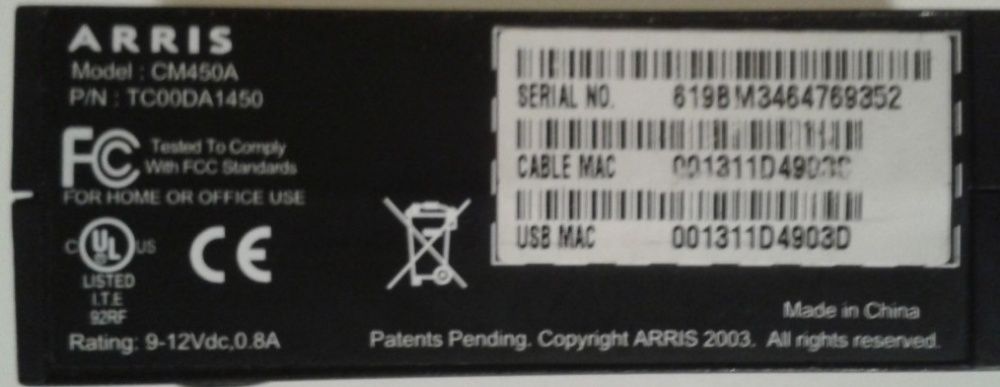 ARRIS
Model : CM450A
P/N : TC00DA1450
FC Tested To Comply
With FCC Standards
FOR HOME OR OFFICE USE
C UL US
LISTED
I.T.E
92RF
CE
Rating: 9-12Vdc,0.8A
SERIAL NO. 619BM3464769352
CABLE MAC
USB MAC 001311D4903D
Made in China
Patents Pending. Copyright ARRIS 2003. All rights reserved.